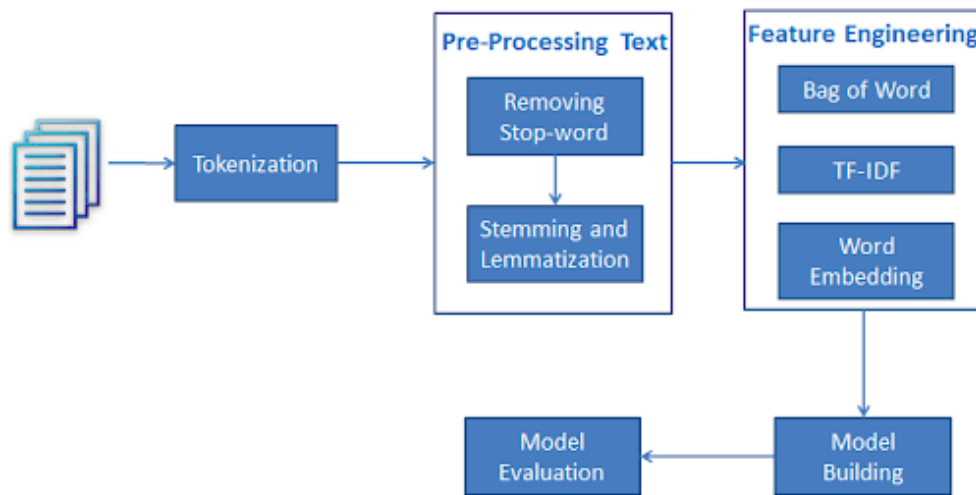 Pre-Processing Text
Feature Engineering
Tokenization
Removing
Stop-word
Stemming and
Lemmatization
Bag of Word
TF-IDF
Word
Embedding
Model
Building
Model
Evaluation